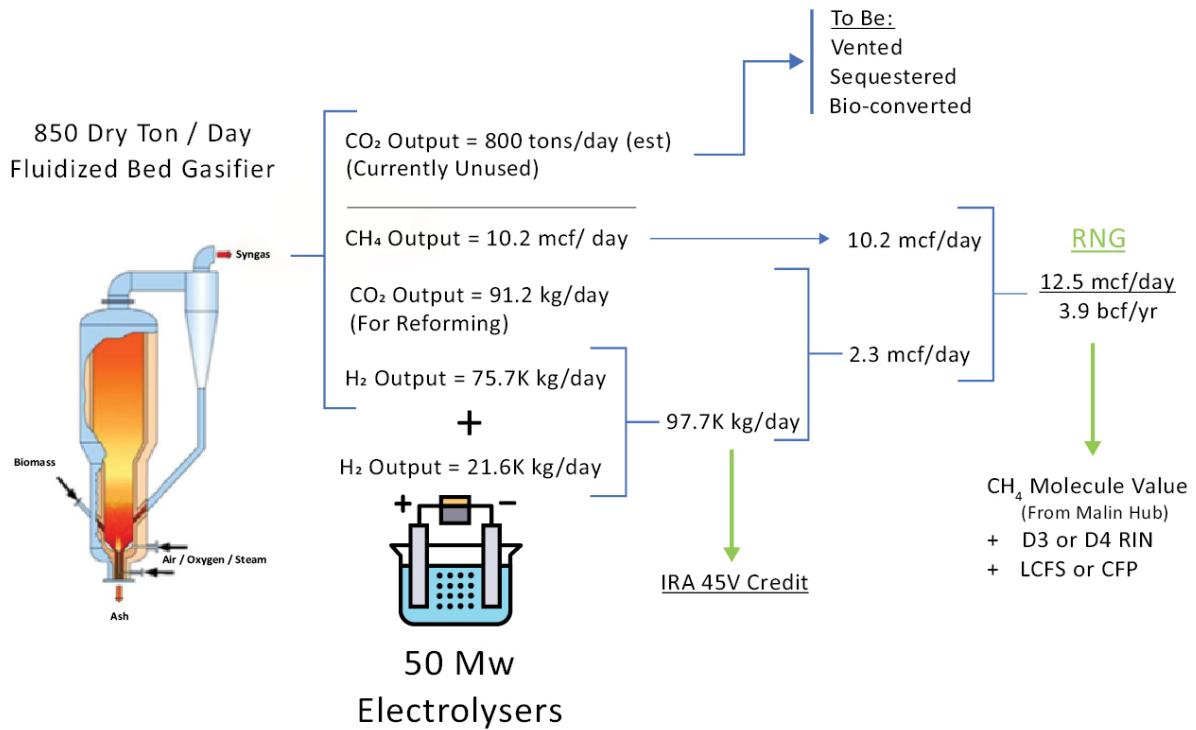 850 Dry Ton / Day
Fluidized Bed Gasifier
Syngas
Biomass
Air / Oxygen / Steam
Ash
CO₂ Output = 800 tons/day (est)
(Currently Unused)
To Be:
Vented
Sequestered
Bio-converted
CH₄ Output = 10.2 mcf/ day
10.2 mcf/day
CO₂ Output = 91.2 kg/day
(For Reforming)
H₂ Output = 75.7K kg/day
+
H₂ Output = 21.6K kg/day
+ −
50 Mw
Electrolysers
97.7K kg/day
IRA 45V Credit
2.3 mcf/day
RNG
12.5 mcf/day
3.9 bcf/yr
CH₄ Molecule Value
(From Malin Hub)
+ D3 or D4 RIN
+ LCFS or CFP